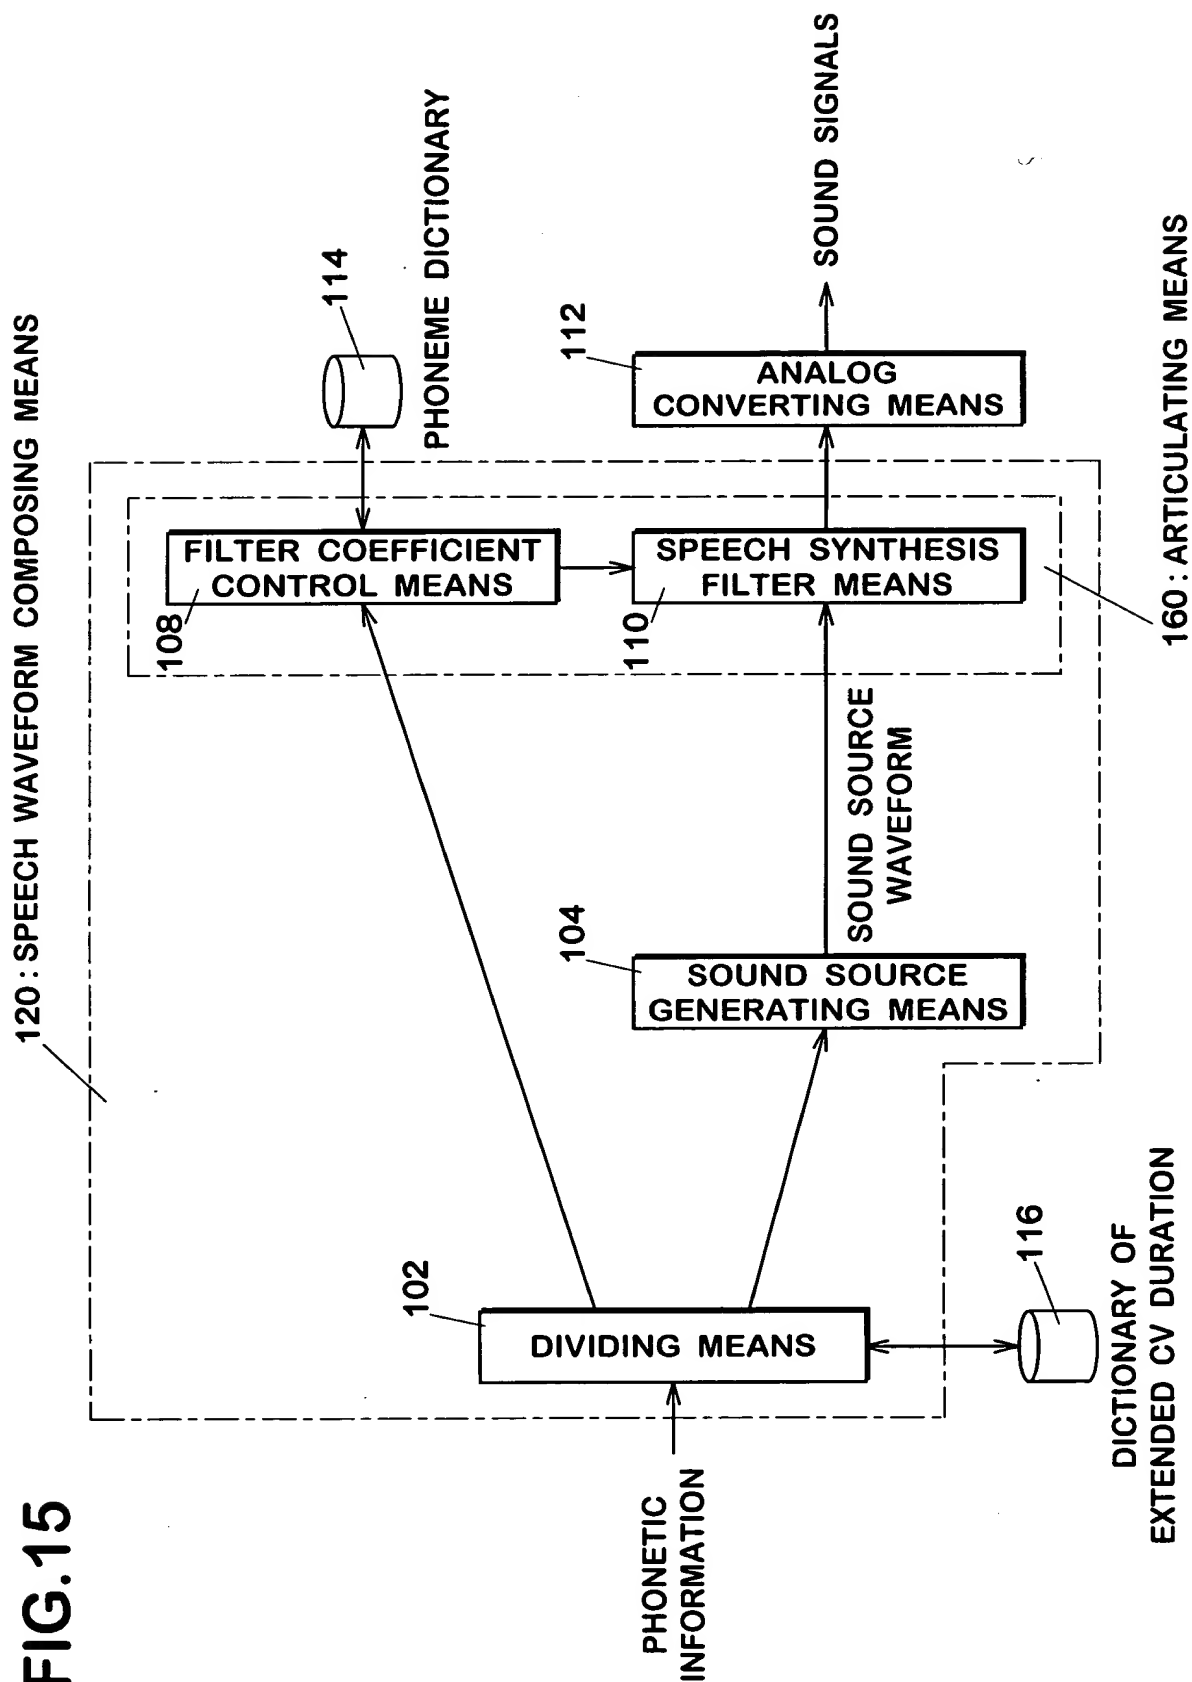 FIG.15
120 : SPEECH WAVEFORM COMPOSING MEANS
114
PHONEME DICTIONARY
FILTER COEFFICIENT
CONTROL MEANS
108
112
ANALOG
CONVERTING MEANS
SOUND SIGNALS
SPEECH SYNTHESIS
FILTER MEANS
110
160 : ARTICULATING MEANS
SOUND SOURCE
WAVEFORM
104
SOUND SOURCE
GENERATING MEANS
102
DIVIDING MEANS
PHONETIC
INFORMATION
116
DICTIONARY OF
EXTENDED CV DURATION